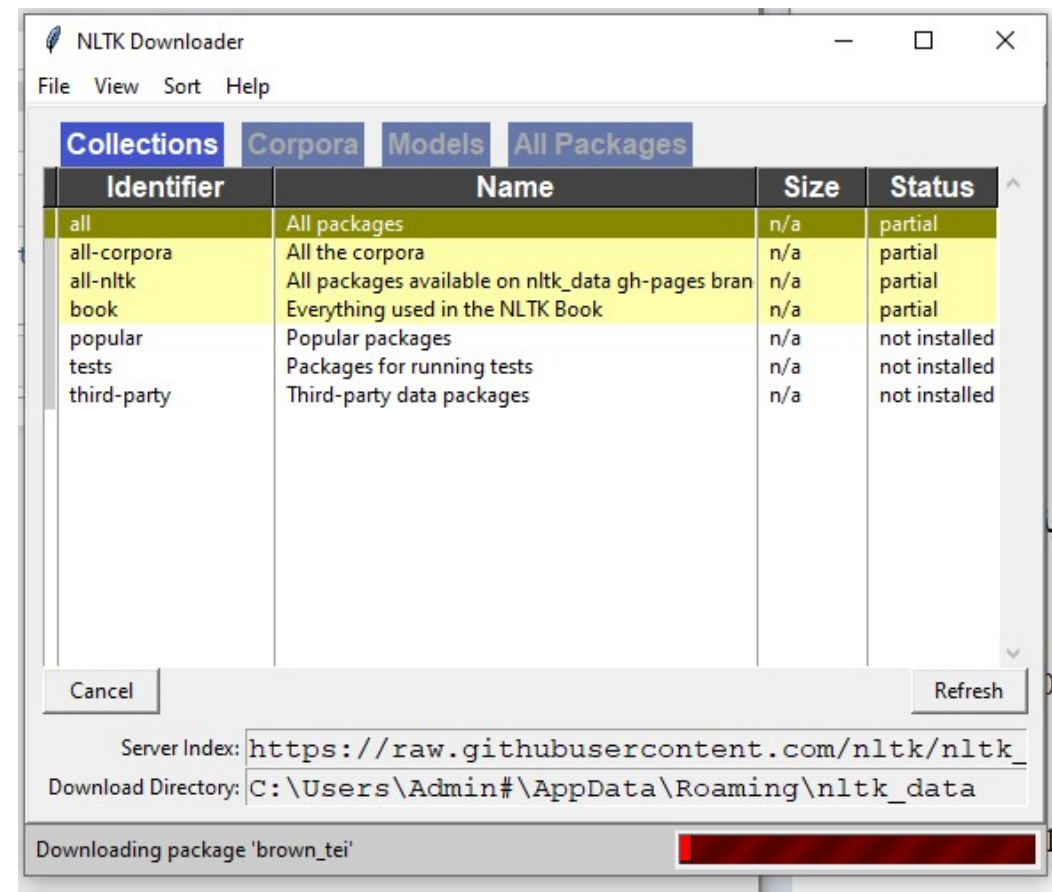 NLTK Downloader
File View Sort Help
Collections Corpora Models All Packages
Identifier Name Size Status
all All packages n/a partial
all-corpora All the corpora n/a partial
all-nltk All packages available on nltk_data gh-pages bran n/a partial
book Everything used in the NLTK Book n/a partial
popular Popular packages n/a not installed
tests Packages for running tests n/a not installed
third-party Third-party data packages n/a not installed
Cancel Refresh
Server Index: https://raw.githubusercontent.com/nltk/nltk_
Download Directory: C:\Users\Admin#\AppData\Roaming\nltk_data
Downloading package 'brown_tei'